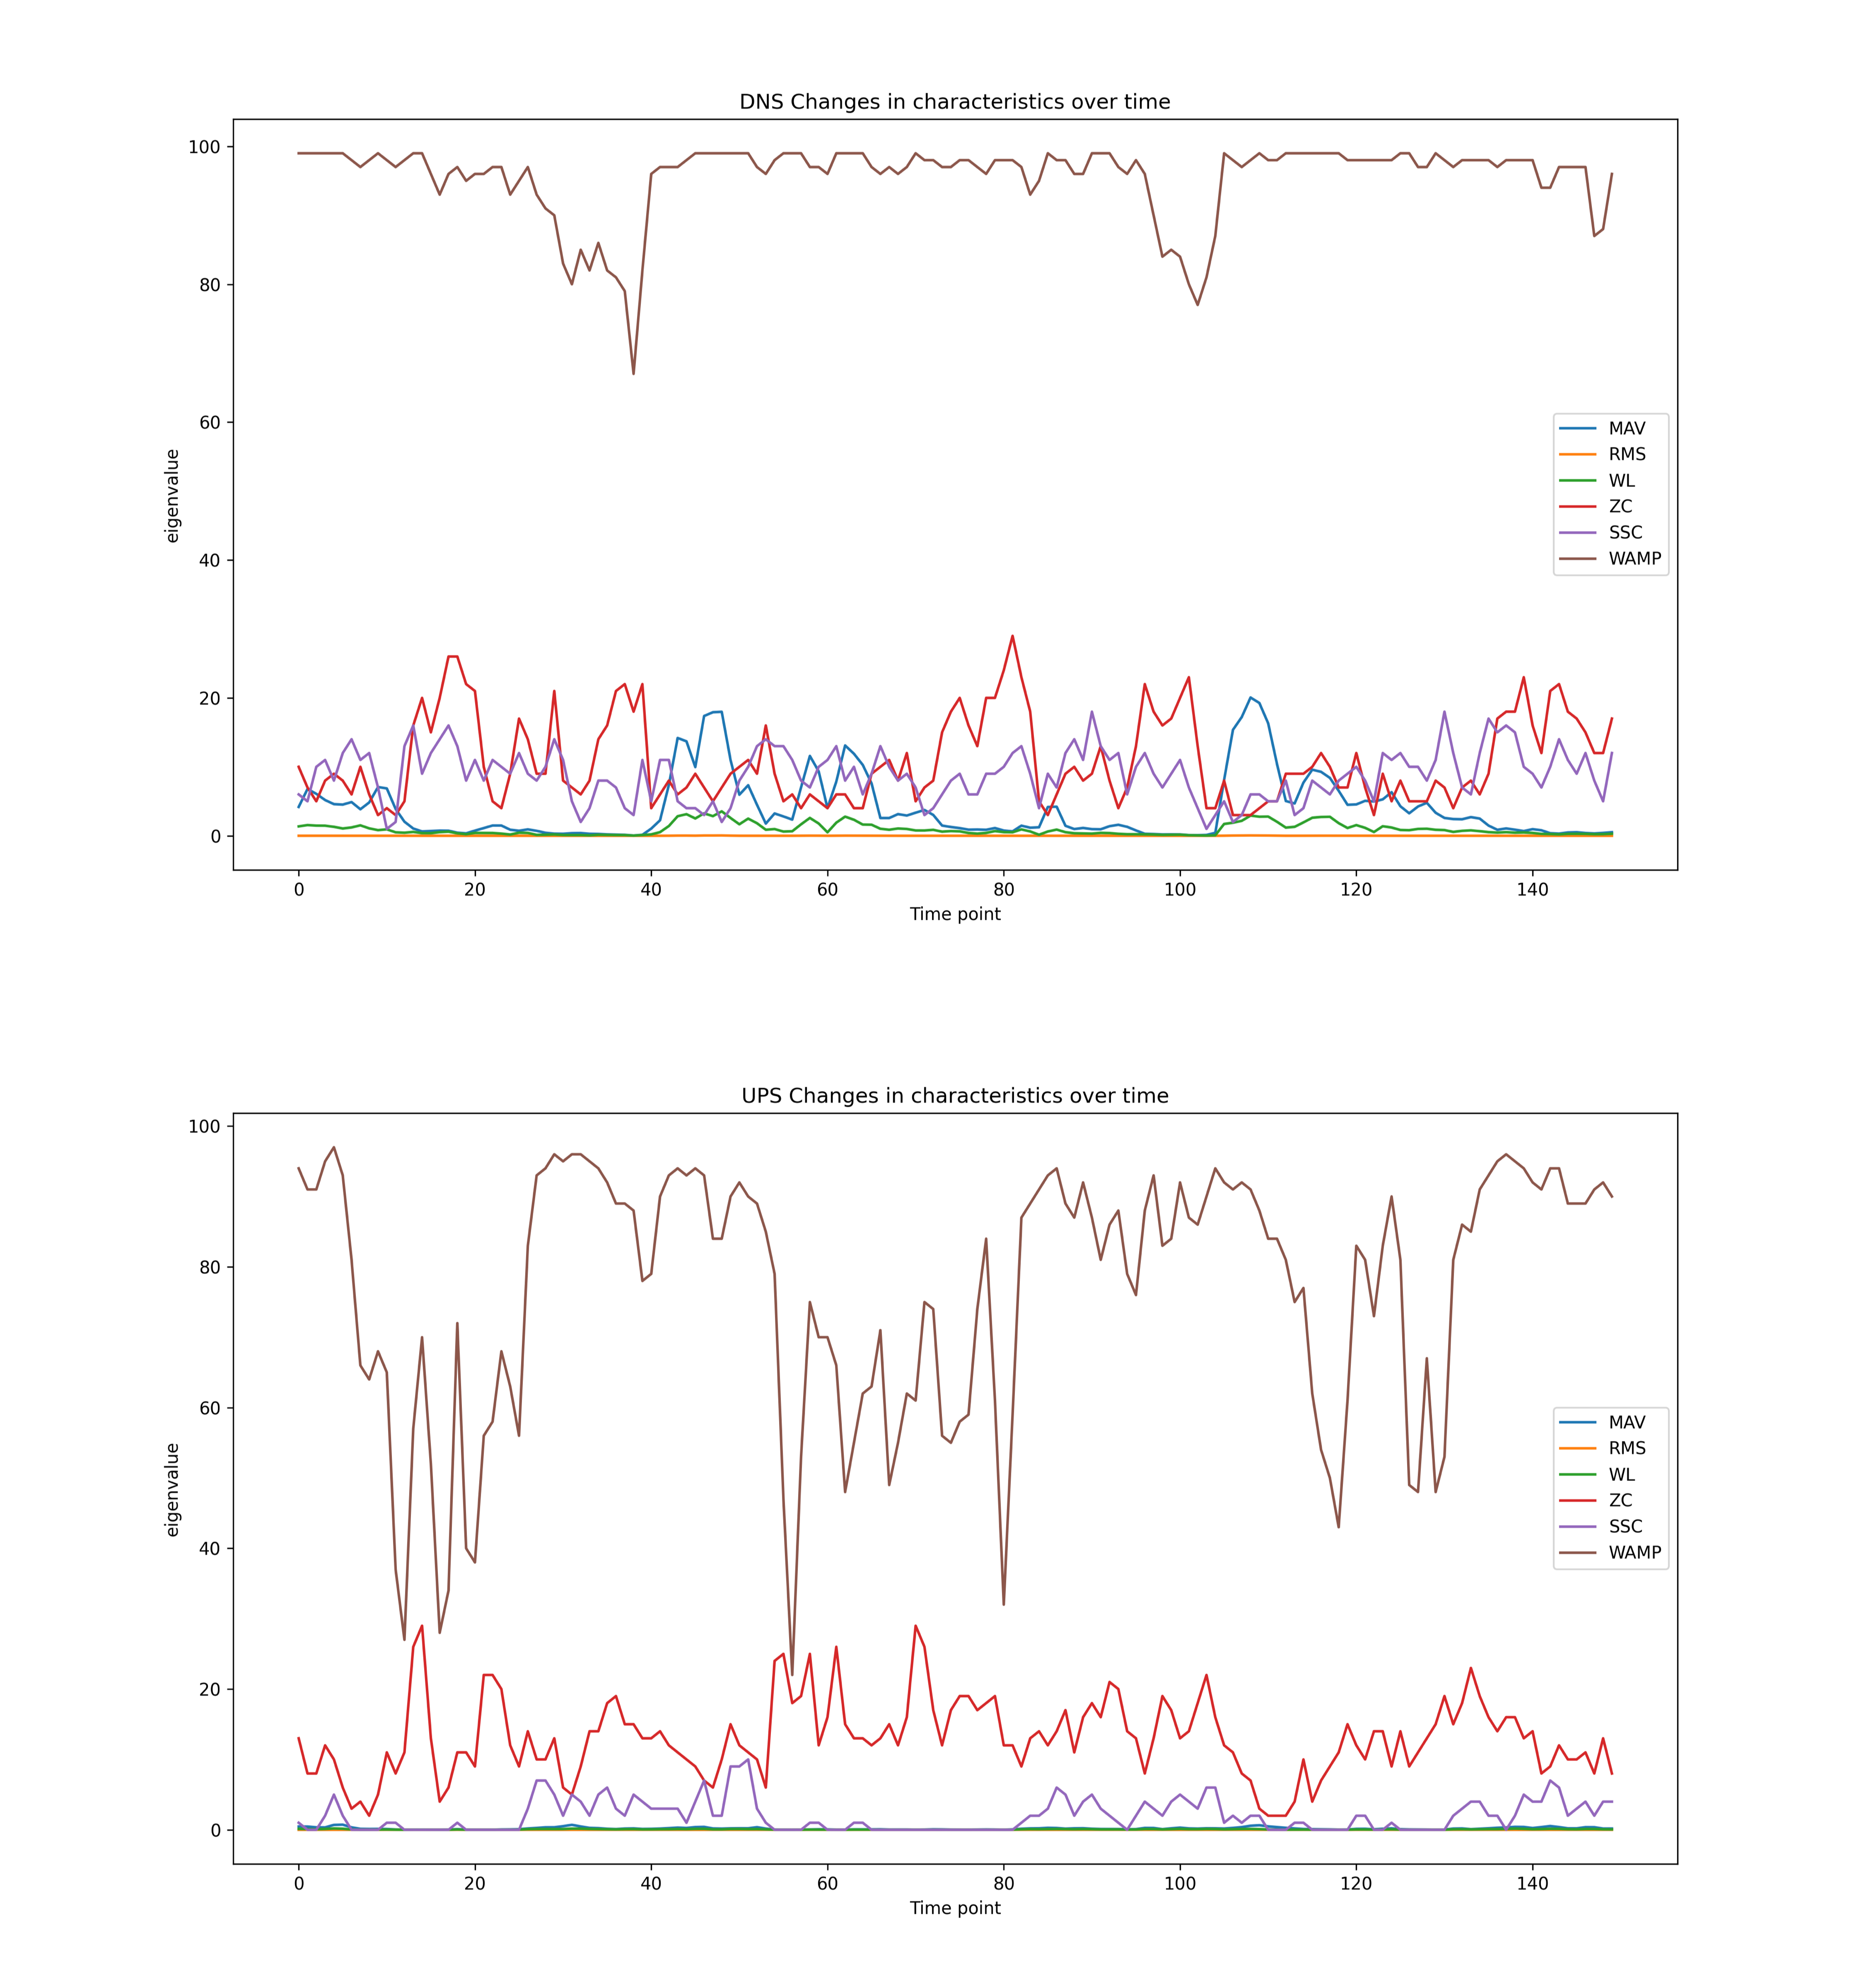 DNS Changes in characteristics over time
100
80
60
40
20
0
eigenvalue
MAV
RMS
WL
ZC
SSC
WAMP
0 20 40 60 80 100 120 140
Time point
UPS Changes in characteristics over time
100
80
60
40
20
0
eigenvalue
MAV
RMS
WL
ZC
SSC
WAMP
0 20 40 60 80 100 120 140
Time point